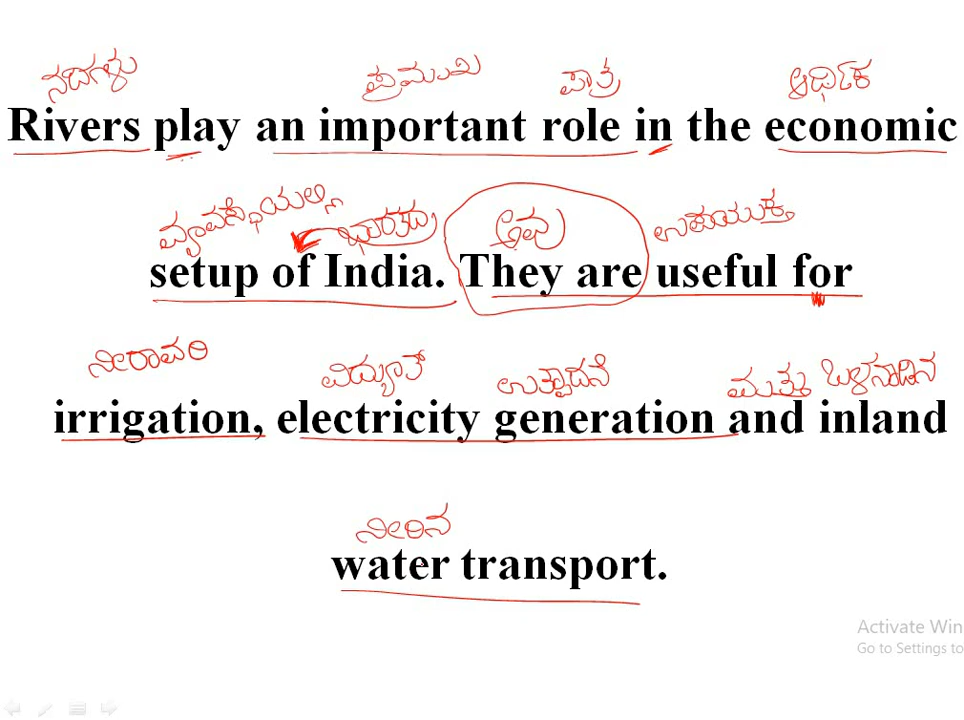 ನದಿಗಳು ಪ್ರಮುಖ ಪಾತ್ರ ಆರ್ಥಿಕ
Rivers play an important role in the economic
ವ್ಯಾವಸ್ಥೆಯಲ್ಲಿ ಭಾರತದ ಅವು ಉಪಯುಕ್ತ
setup of India. They are useful for
ನೀರಾವರಿ ವಿದ್ಯುತ್ ಉತ್ಪಾದನೆ ಮತ್ತು ಒಳನಾಡಿನ
irrigation, electricity generation and inland
ನೀರಿನ
water transport.
Activate Win
Go to Settings to